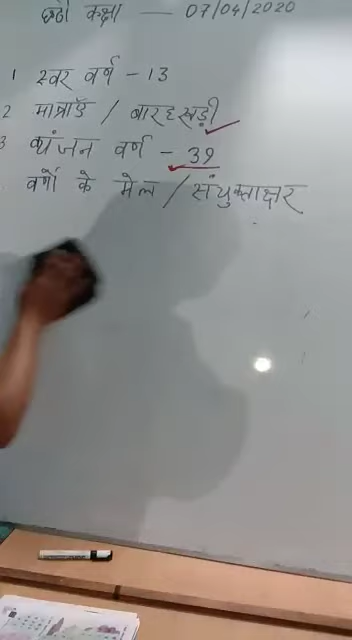 छठी कक्षा — 07/04/2020
1 स्वर वर्ण - 13
2 मात्राएँ / बारहखड़ी
3 व्यंजन वर्ण - 39
वर्णों के मेल / संयुक्ताक्षर